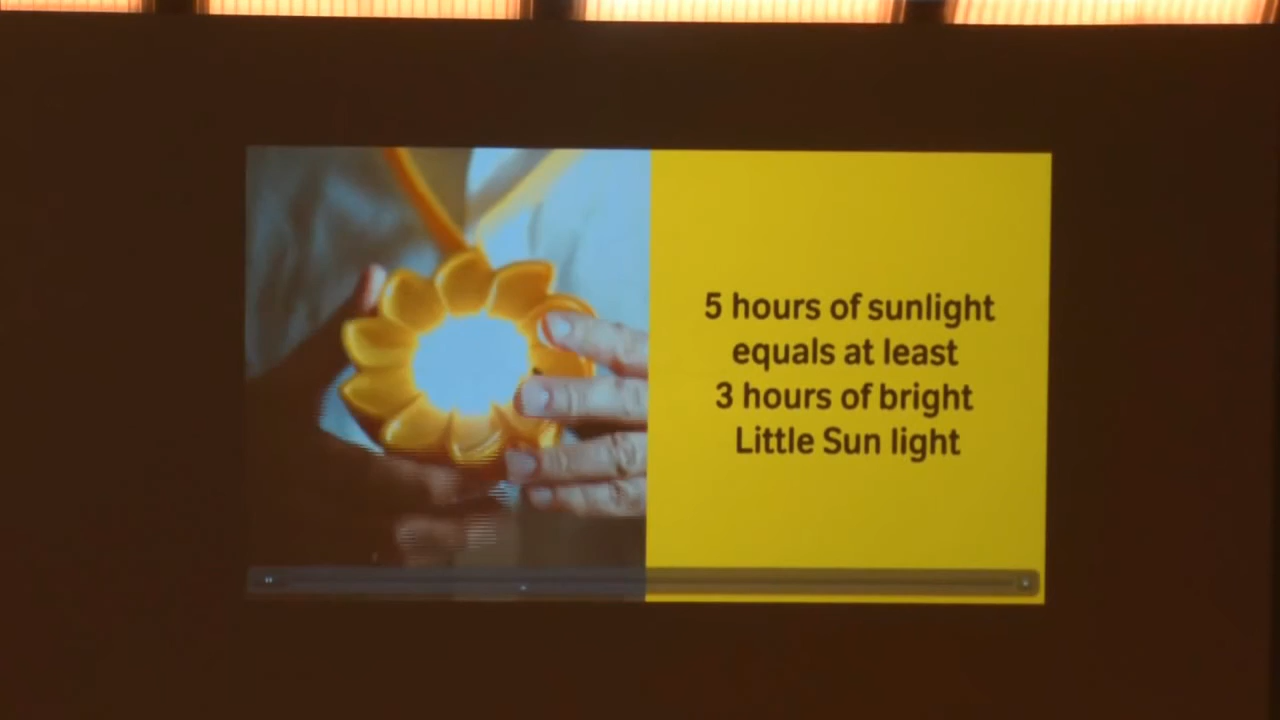 5 hours of sunlight
equals at least
3 hours of bright
Little Sun light